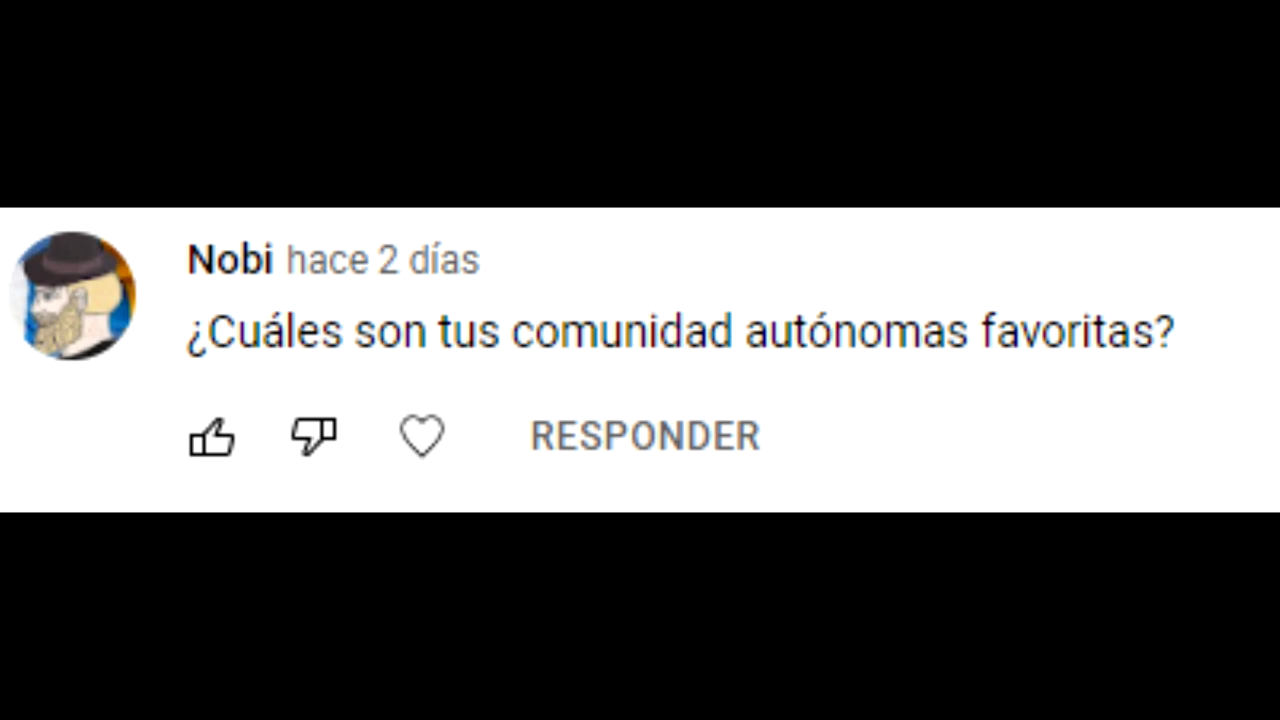 Nobi hace 2 días
¿Cuáles son tus comunidad autónomas favoritas?
RESPONDER